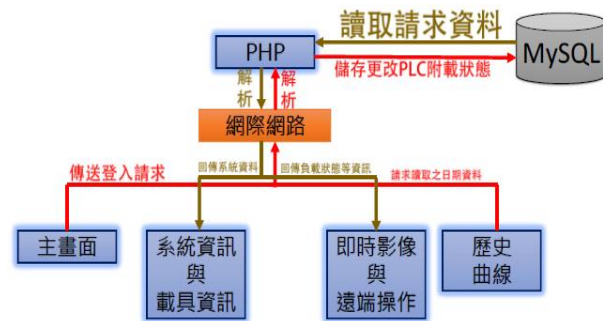 讀取請求資料
PHP
MySQL
儲存更改PLC附載狀態
解析
解析
網際網路
傳送登入請求
回傳系統資料
回傳負載狀態等資訊
請求讀取之日期資料
主畫面
系統資訊
與
載具資訊
即時影像
與
遠端操作
歷史
曲線